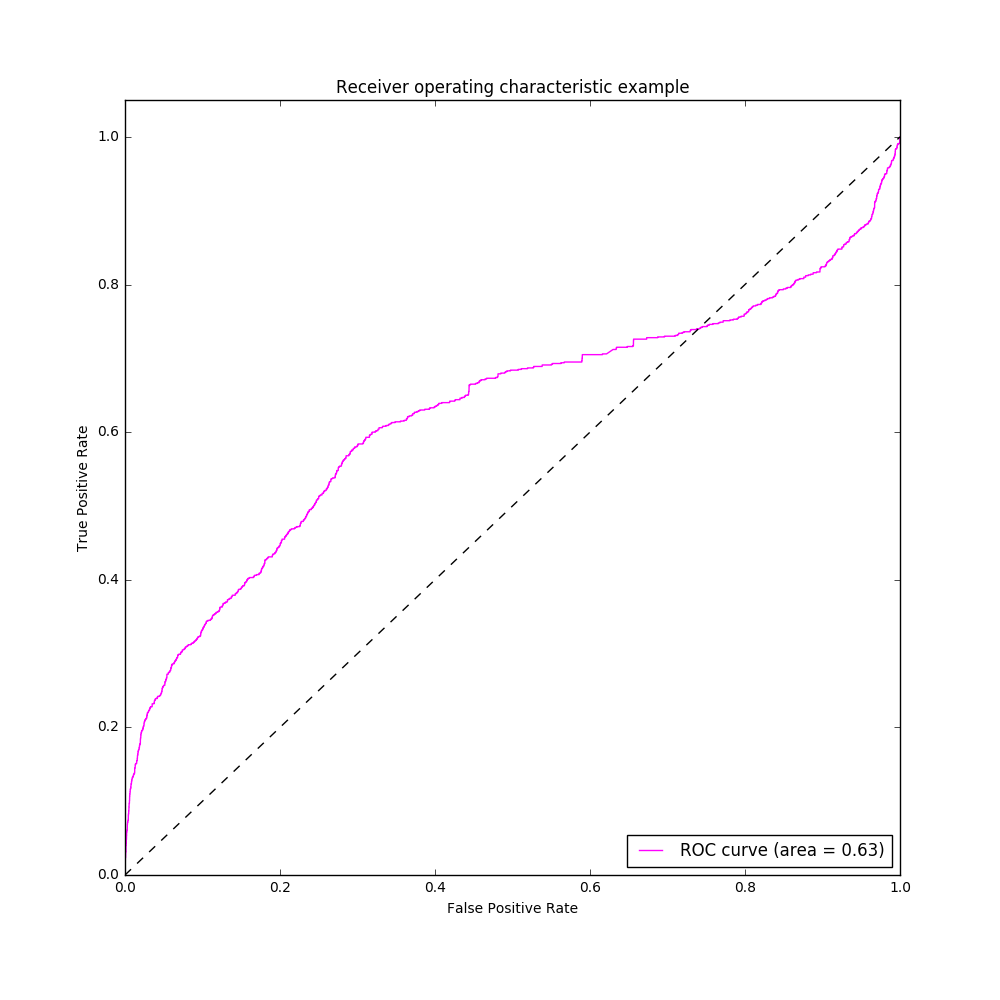 Receiver operating characteristic example
1.0
0.8
0.6
0.4
0.2
0.0
True Positive Rate
ROC curve (area = 0.63)
0.0 0.2 0.4 0.6 0.8 1.0
False Positive Rate